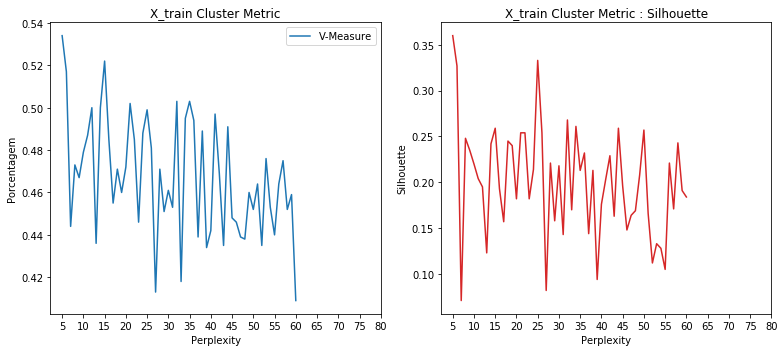 X_train Cluster Metric
V-Measure
Porcentagem
0.54
0.52
0.50
0.48
0.46
0.44
0.42
5 10 15 20 25 30 35 40 45 50 55 60 65 70 75 80
Perplexity
X_train Cluster Metric : Silhouette
Silhouette
0.35
0.30
0.25
0.20
0.15
0.10
5 10 15 20 25 30 35 40 45 50 55 60 65 70 75 80
Perplexity